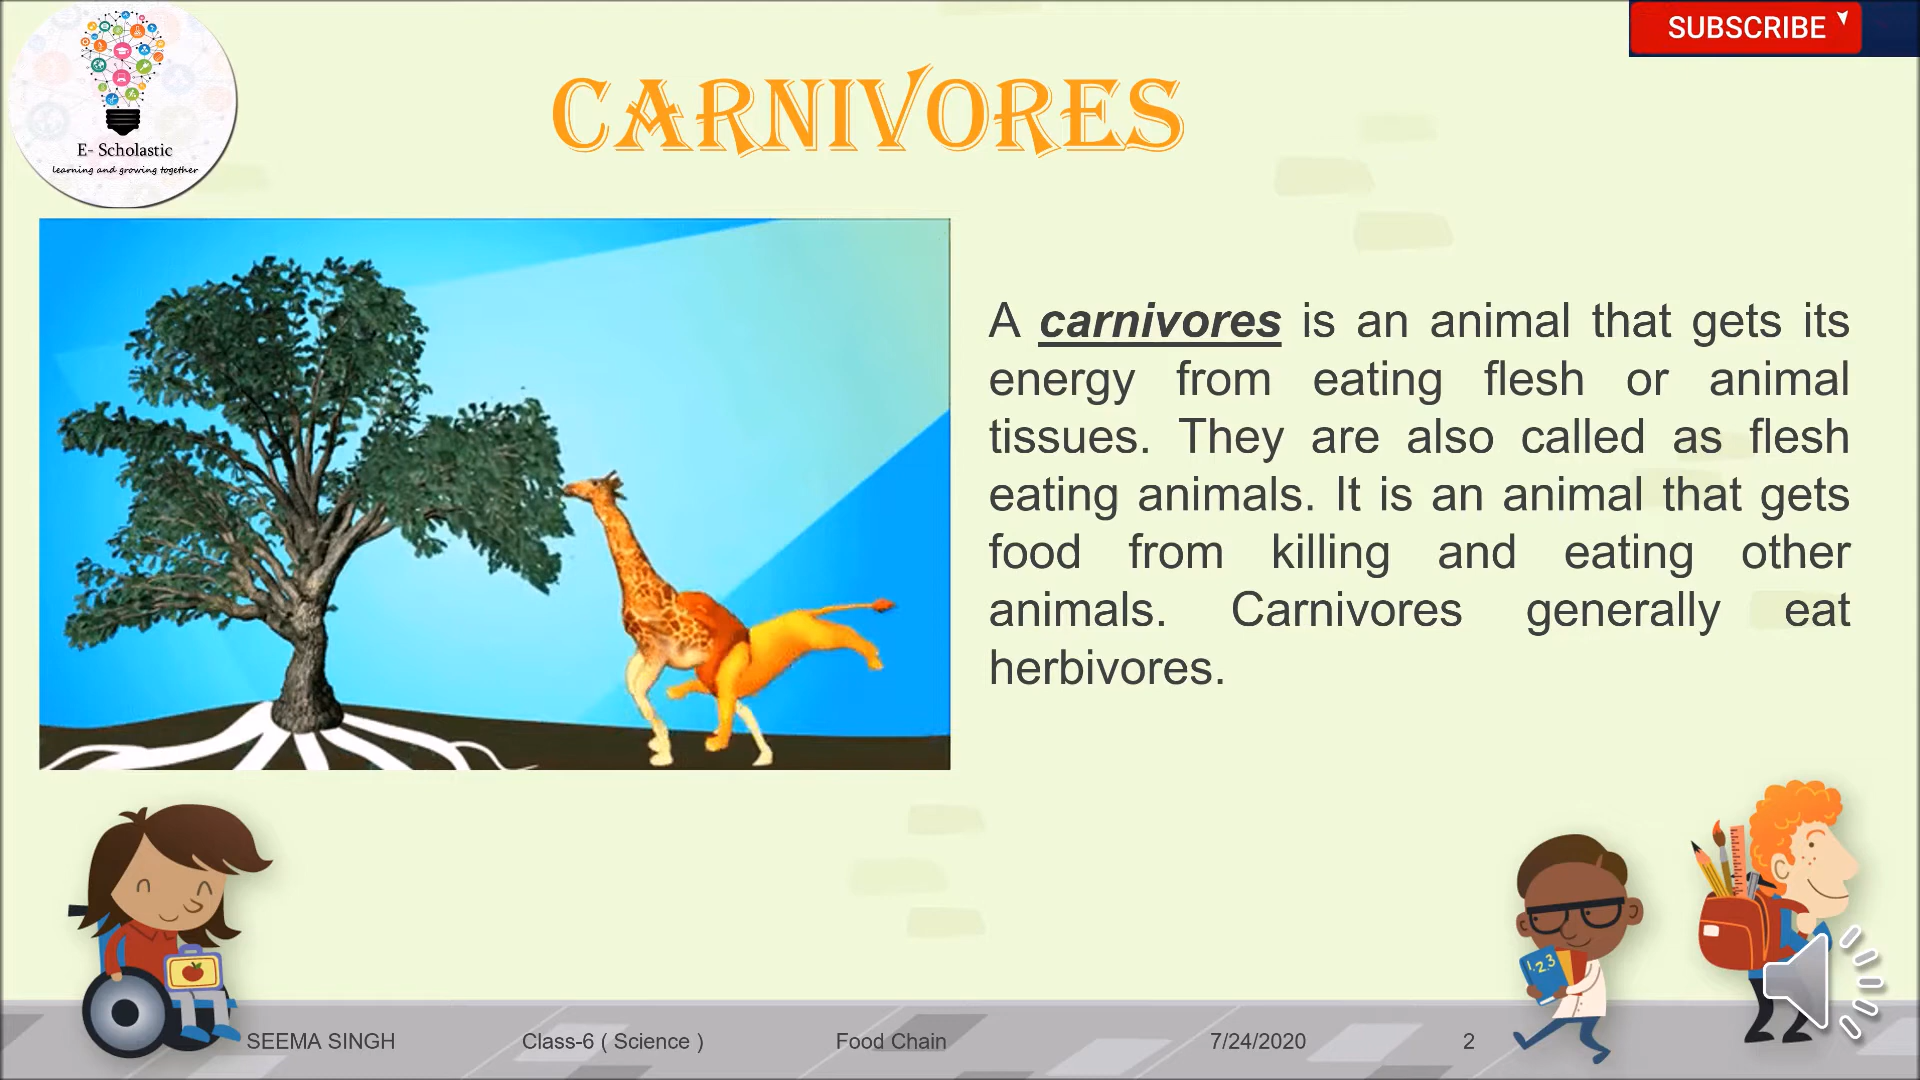 SUBSCRIBE
E- Scholastic
learning and growing together
CARNIVORES
A carnivores is an animal that gets its
energy from eating flesh or animal
tissues. They are also called as flesh
eating animals. It is an animal that gets
food from killing and eating other
animals. Carnivores generally eat
herbivores.
1,2,3
SEEMA SINGH Class-6 ( Science ) Food Chain 7/24/2020 2